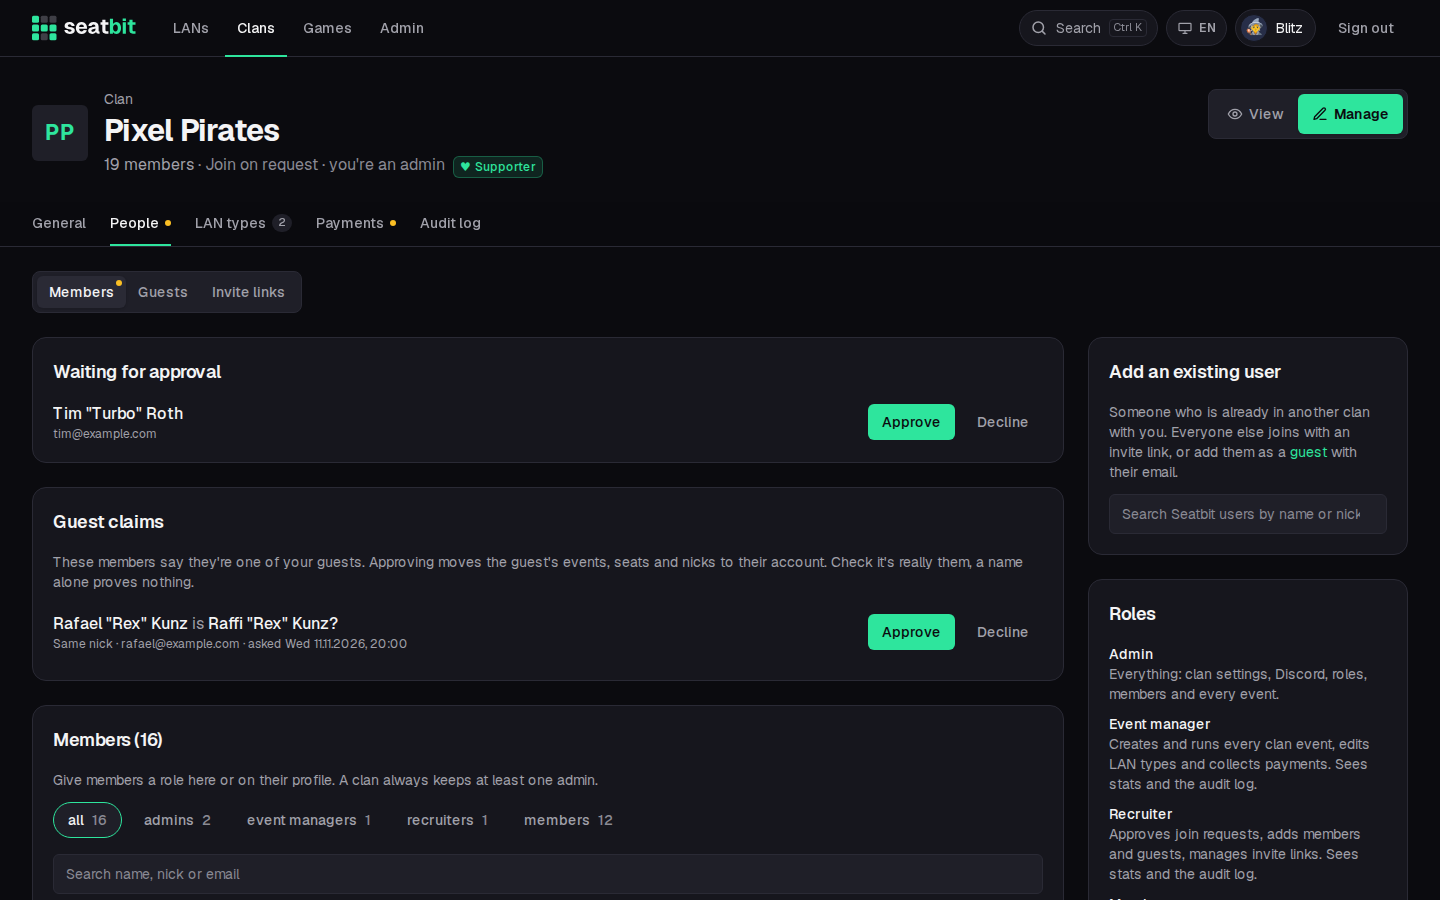 seatbit
LANs
Clans
Games
Admin
Search
Ctrl K
EN
Blitz
Sign out
PP
Clan
Pixel Pirates
19 members · Join on request · you're an admin
♥ Supporter
View
Manage
General
People
LAN types 2
Payments
Audit log
Members
Guests
Invite links
Waiting for approval
Tim "Turbo" Roth
tim@example.com
Approve
Decline
Guest claims
These members say they're one of your guests. Approving moves the guest's events, seats and nicks to their account. Check it's really them, a name
alone proves nothing.
Rafael "Rex" Kunz is Raffi "Rex" Kunz?
Same nick · rafael@example.com · asked Wed 11.11.2026, 20:00
Approve
Decline
Members (16)
Give members a role here or on their profile. A clan always keeps at least one admin.
all 16
admins 2
event managers 1
recruiters 1
members 12
Search name, nick or email
Add an existing user
Someone who is already in another clan
with you. Everyone else joins with an
invite link, or add them as a guest with
their email.
Search Seatbit users by name or nick
Roles
Admin
Everything: clan settings, Discord, roles,
members and every event.
Event manager
Creates and runs every clan event, edits
LAN types and collects payments. Sees
stats and the audit log.
Recruiter
Approves join requests, adds members
and guests, manages invite links. Sees
stats and the audit log.